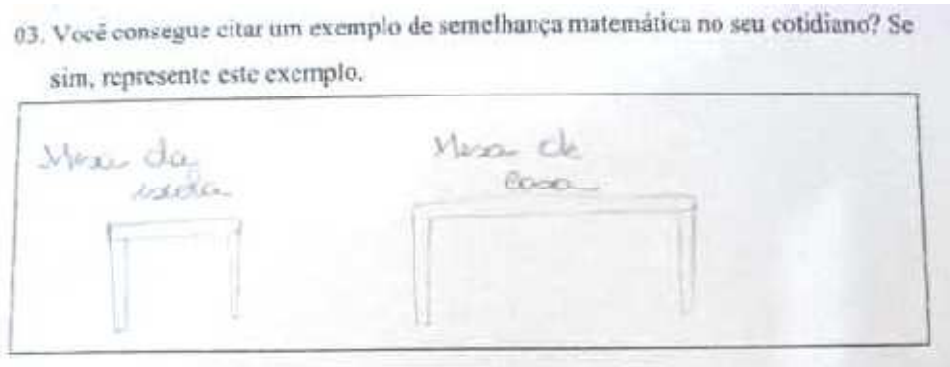 03. Você consegue citar um exemplo de semelhança matemática no seu cotidiano? Se
sim, represente este exemplo.
Mesa da
escola
Mesa de
casa